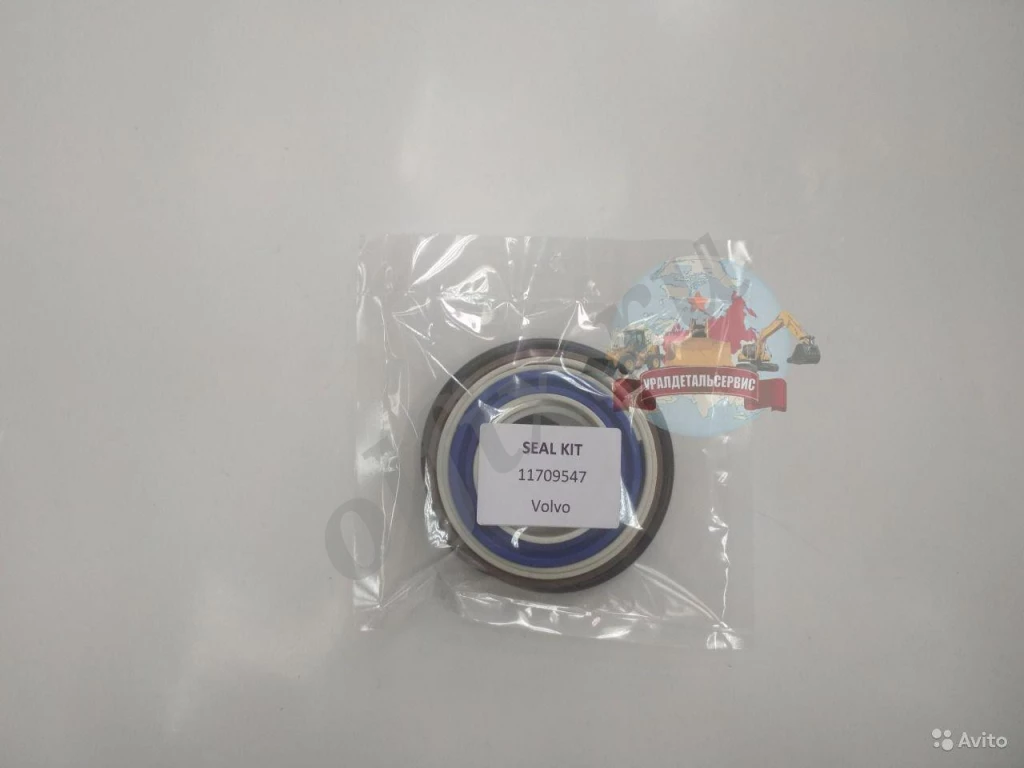 SEAL KIT
11709547
Volvo
УРАЛДЕТАЛЬСЕРВИС
Avito